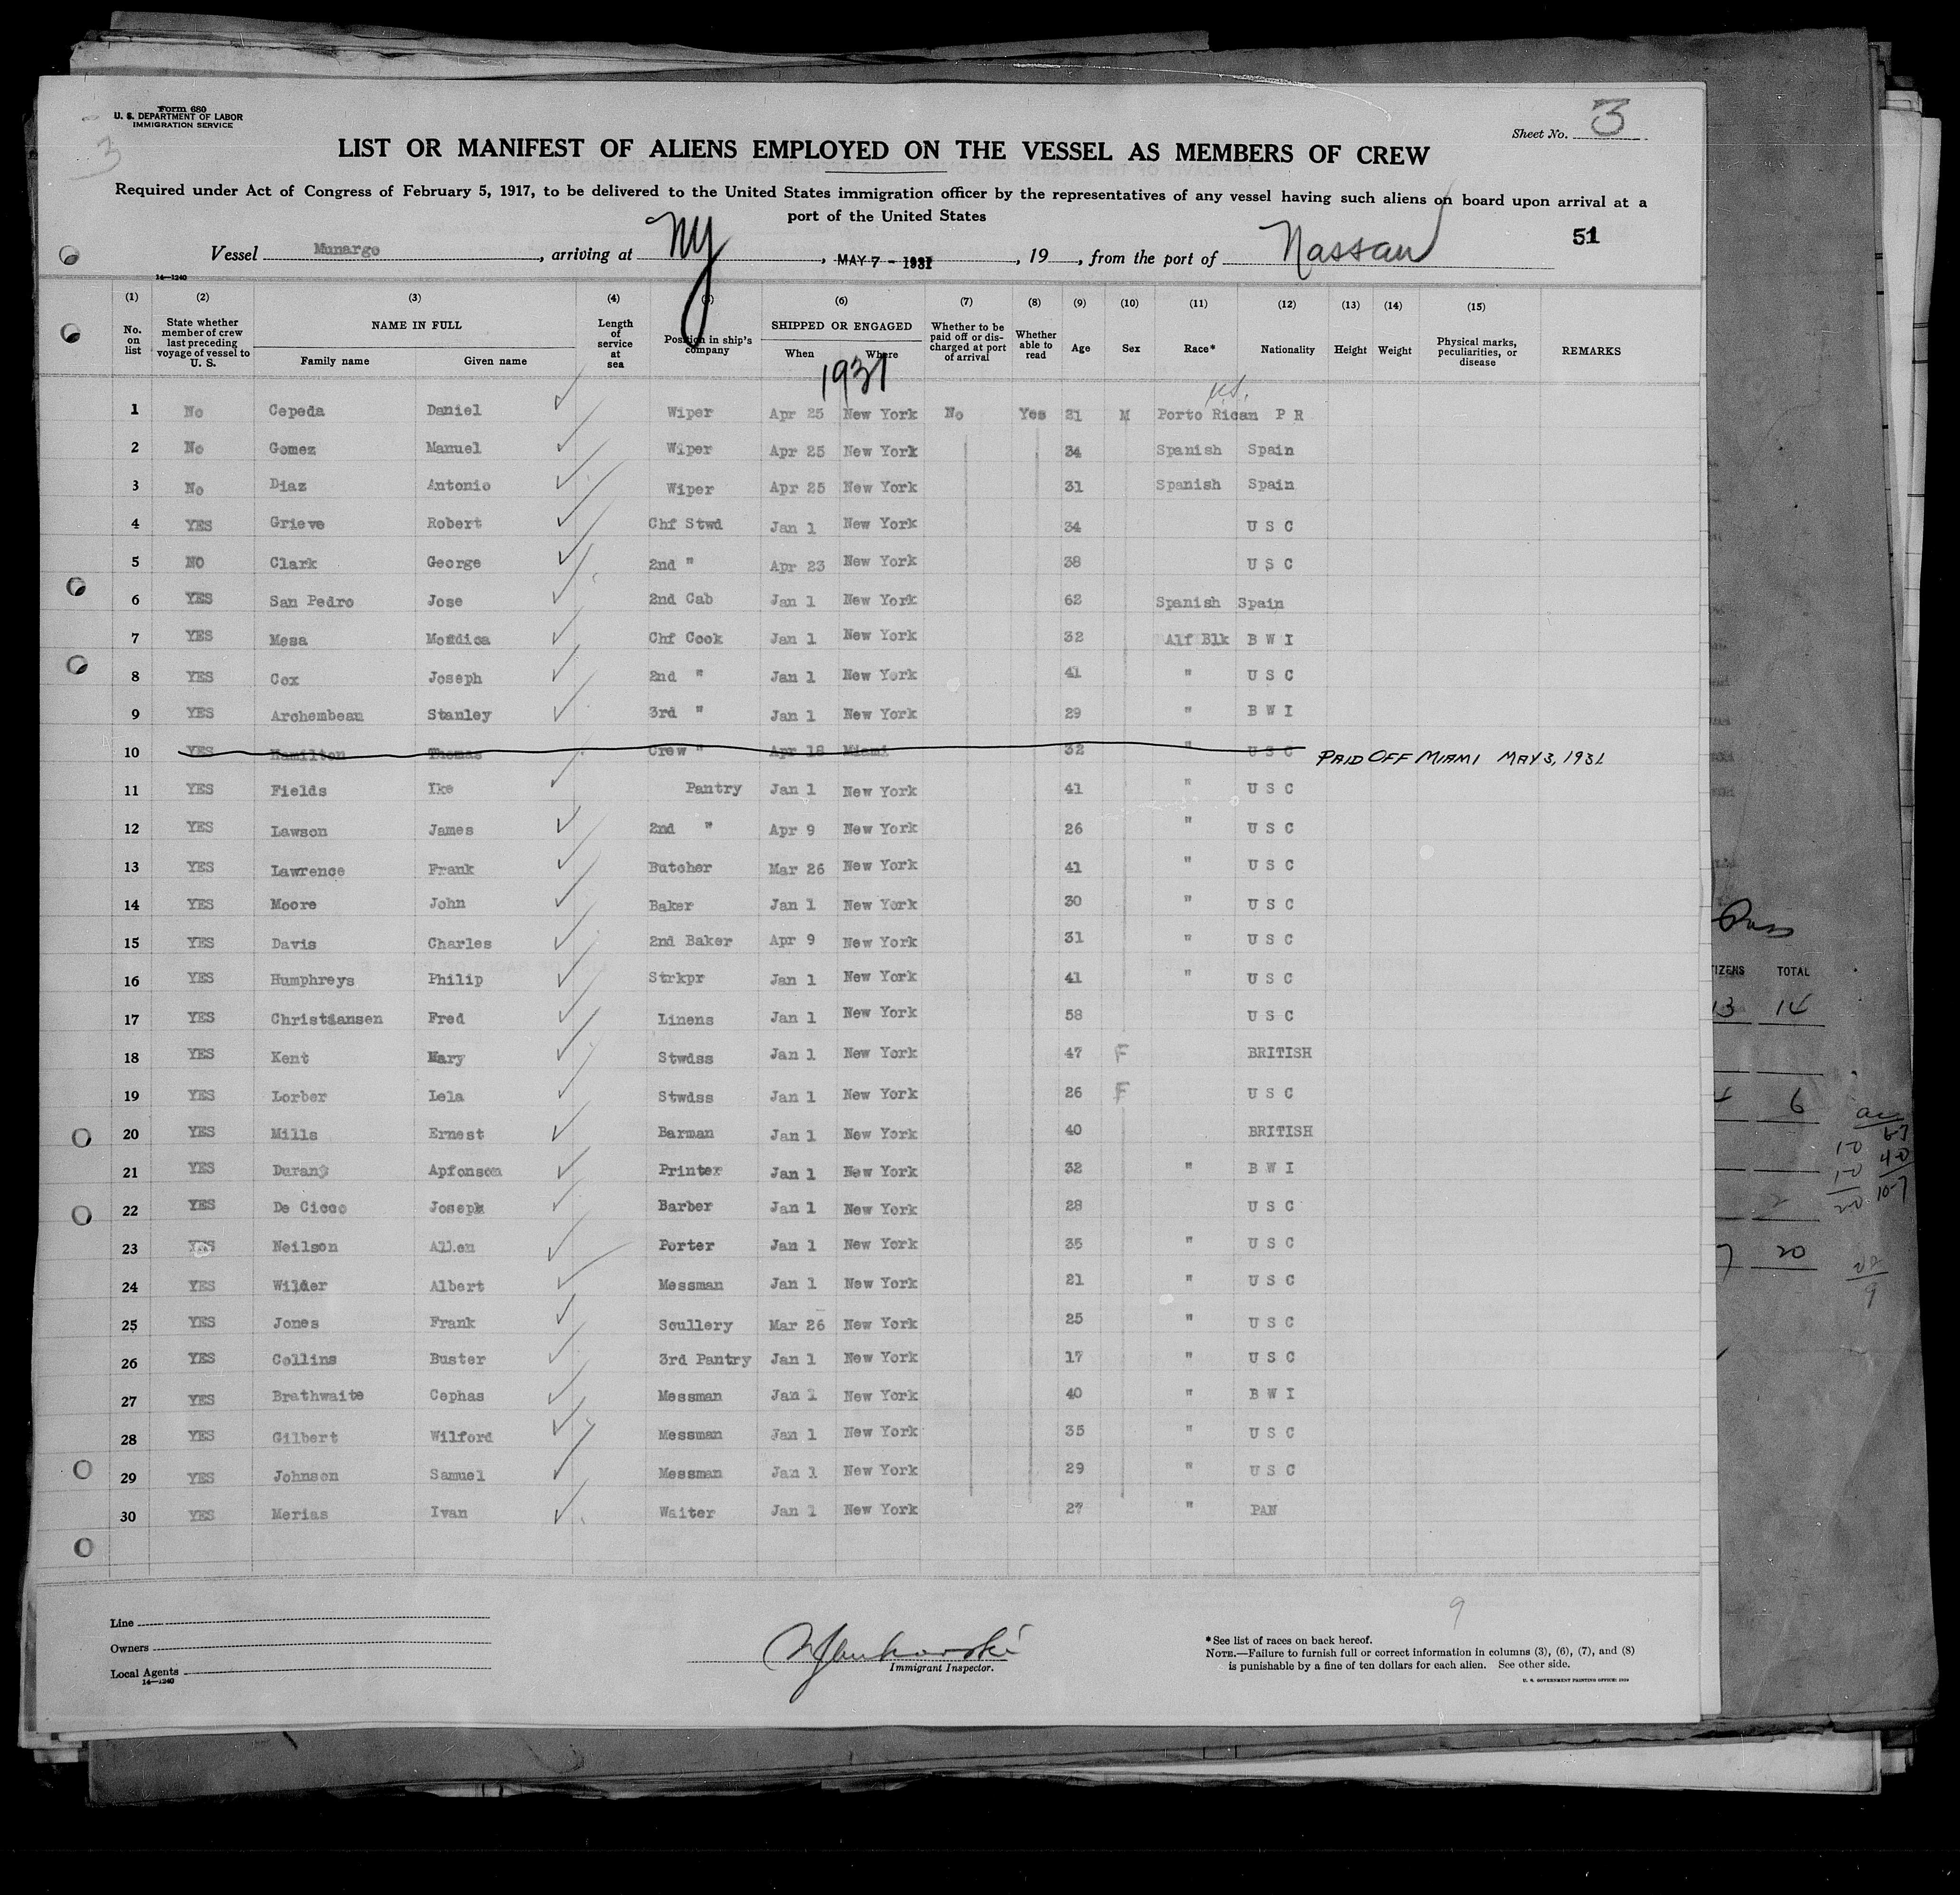 Form 680
U. S. DEPARTMENT OF LABOR
IMMIGRATION SERVICE
3
Sheet No. 3
LIST OR MANIFEST OF ALIENS EMPLOYED ON THE VESSEL AS MEMBERS OF CREW
Required under Act of Congress of February 5, 1917, to be delivered to the United States immigration officer by the representatives of any vessel having such aliens on board upon arrival at a
port of the United States
51
Vessel Munargo, arriving at NY, MAY 7 - 1931, 19, from the port of Nassau
14—1240
(1) (2) (3) (4) (5) (6) (7) (8) (9) (10) (11) (12) (13) (14) (15)
No. on list State whether member of crew last preceding voyage of vessel to U. S. NAME IN FULL Family name Given name Length of service at sea Position in ship's company SHIPPED OR ENGAGED When Where Whether to be paid off or discharged at port of arrival Whether able to read Age Sex Race* Nationality Height Weight Physical marks, peculiarities, or disease REMARKS
1931
1 No Cepeda Daniel Wiper Apr 25 New York No Yes 21 M Porto Rican P R
2 No Gomez Manuel Wiper Apr 25 New York 34 Spanish Spain
3 No Diaz Antonio Wiper Apr 25 New York 31 Spanish Spain
4 YES Grieve Robert Chf Stwd Jan 1 New York 34 U S C
5 NO Clark George 2nd " Apr 23 New York 38 U S C
6 YES San Pedro Jose 2nd Cab Jan 1 New York 62 Spanish Spain
7 YES Mesa Chf Cook Jan 1 New York 32 Alf Blk B W I
8 YES Cox Joseph 2nd " Jan 1 New York 41 " U S C
9 YES Archembeau Stanley 3rd " Jan 1 New York 29 " B W I
10 YES Hamilton Thomas Crew " Apr 18 Miami 32 " U S C PAID OFF MIAMI MAY 3, 1931
11 YES Fields Yke Pantry Jan 1 New York 41 " U S C
12 YES Lawson James 2nd " Apr 9 New York 26 " U S C
13 YES Lawrence Frank Butcher Mar 26 New York 41 " U S C
14 YES Moore John Baker Jan 1 New York 30 " U S C
15 YES Davis Charles 2nd Baker Apr 9 New York 31 " U S C
16 YES Humphreys Philip Strkpr Jan 1 New York 41 " U S C
17 YES Christiansen Fred Linens Jan 1 New York 58 U S C
18 YES Kent Mary Stwdss Jan 1 New York 47 F BRITISH
19 YES Lorber Lela Stwdss Jan 1 New York 26 F U S C
20 YES Mills Ernest Barman Jan 1 New York 40 BRITISH
21 YES Durany Apfonsom Printer Jan 1 New York 32 " B W I
22 YES De Cicco Joseph Barber Jan 1 New York 28 U S C
23 YES Neilson Allen Porter Jan 1 New York 35 " U S C
24 YES Wilder Albert Messman Jan 1 New York 21 " U S C
25 YES Jones Frank Scullery Mar 26 New York 25 " U S C
26 YES Collins Buster 3rd Pantry Jan 1 New York 17 " U S C
27 YES Brathwaite Cephas Messman Jan 1 New York 40 " B W I
28 YES Gilbert Wilford Messman Jan 1 New York 35 " U S C
29 YES Johnson Samuel Messman Jan 1 New York 29 " U S C
30 YES Merias Ivan Waiter Jan 1 New York 27 " PAN
9
Line
Owners
Local Agents
14—1240
Immigrant Inspector.
*See list of races on back hereof.
NOTE.—Failure to furnish full or correct information in columns (3), (6), (7), and (8)
is punishable by a fine of ten dollars for each alien. See other side.
U. S. GOVERNMENT PRINTING OFFICE: 1929
TIZENS TOTAL
13 14
6
2
20